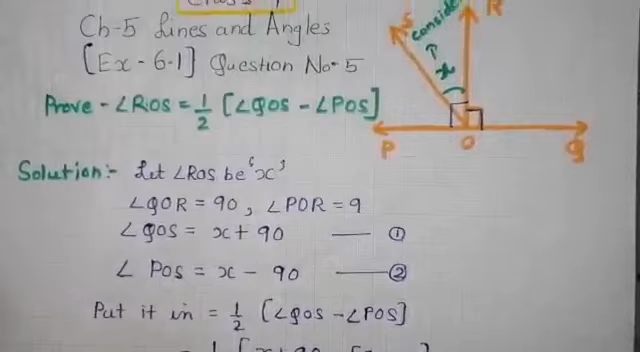 Ch-5 Lines and Angles
[Ex-6.1] Question No-5
Prove - ∠ROS = 1/2 [∠QOS - ∠POS]
S
R
conside
x
P
O
Q
Solution:- Let ∠ROS be 'x'
∠QOR = 90, ∠POR = 9
∠QOS = x + 90 — ①
∠ POS = x - 90 — ②
Put it in = 1/2 [∠QOS - ∠POS]